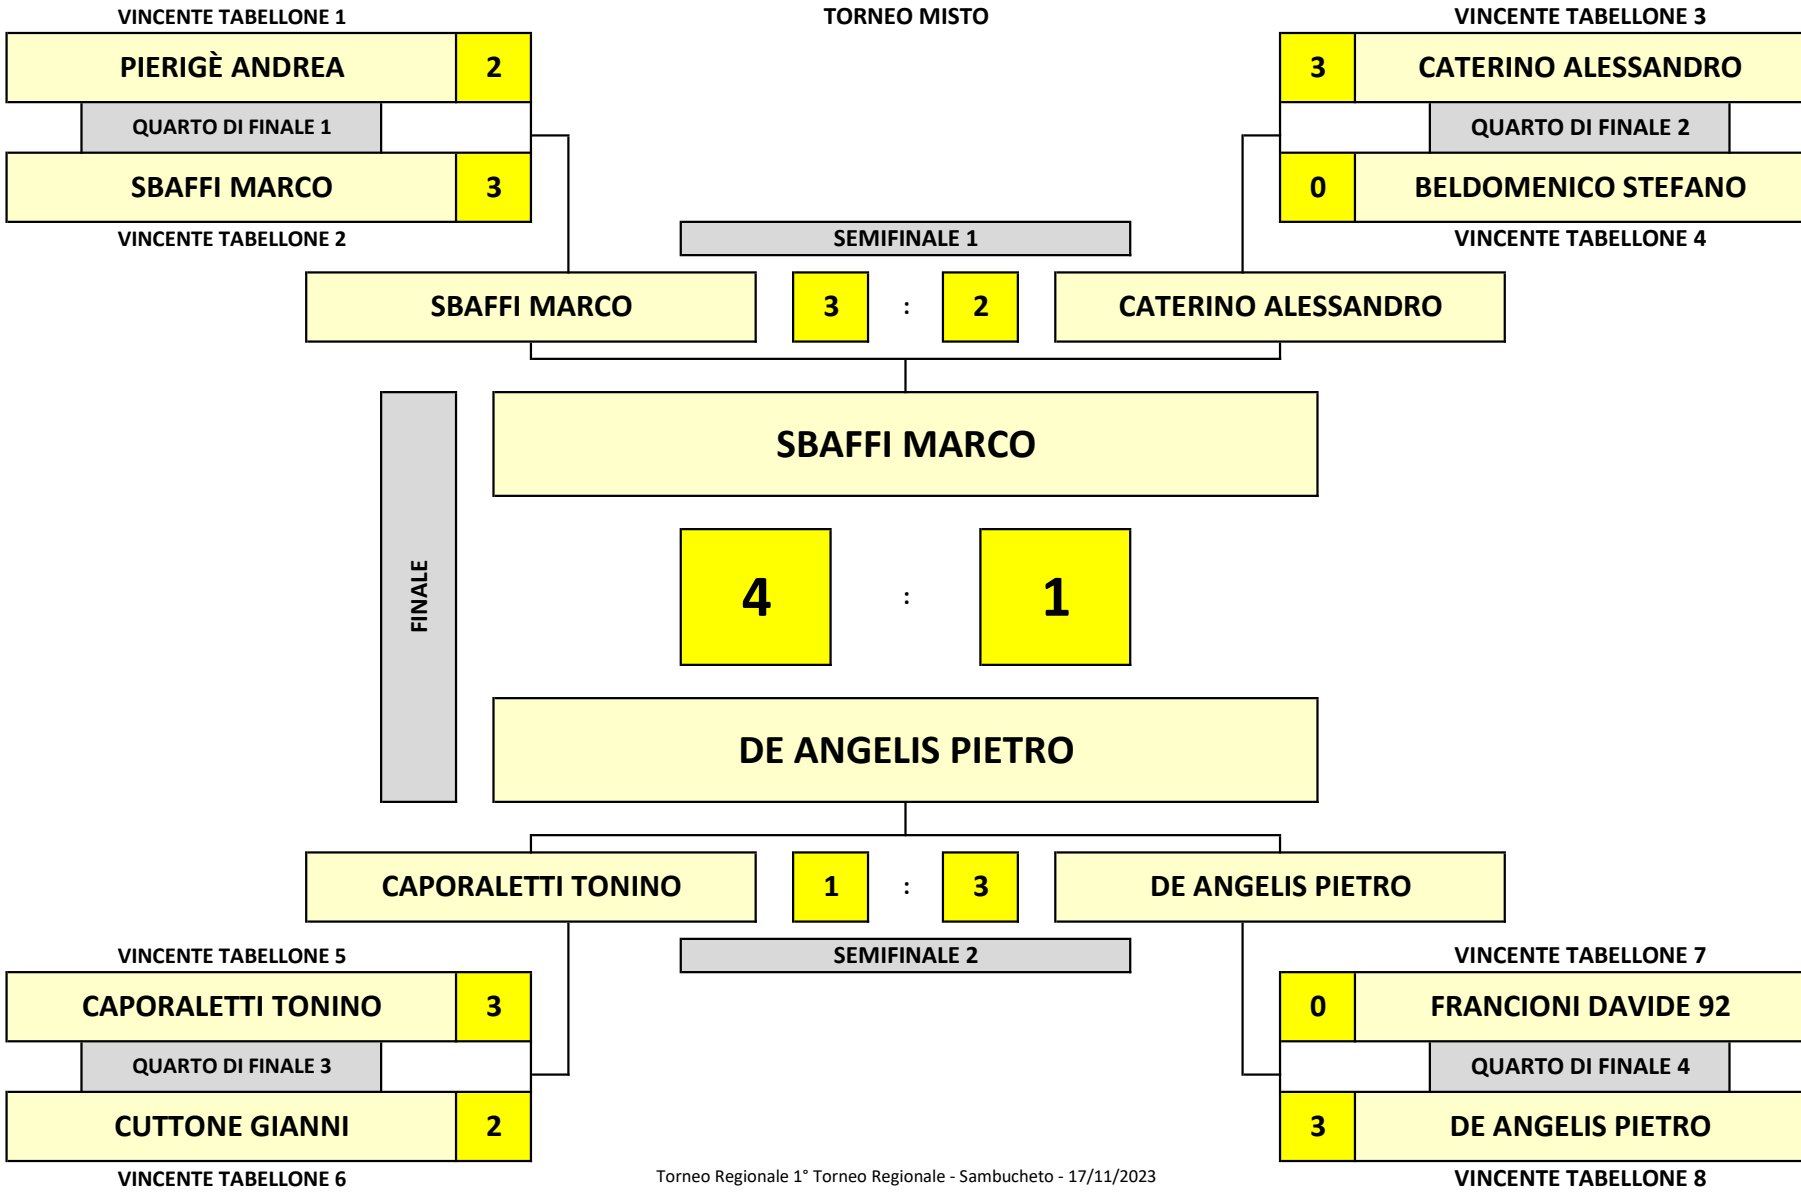 VINCENTE TABELLONE 1
TORNEO MISTO
VINCENTE TABELLONE 3
PIERIGÈ ANDREA 2
3 CATERINO ALESSANDRO
QUARTO DI FINALE 1
QUARTO DI FINALE 2
SBAFFI MARCO 3
0 BELDOMENICO STEFANO
VINCENTE TABELLONE 2
SEMIFINALE 1
VINCENTE TABELLONE 4
SBAFFI MARCO 3 : 2 CATERINO ALESSANDRO
SBAFFI MARCO
FINALE
4 : 1
DE ANGELIS PIETRO
CAPORALETTI TONINO 1 : 3 DE ANGELIS PIETRO
VINCENTE TABELLONE 5
SEMIFINALE 2
VINCENTE TABELLONE 7
CAPORALETTI TONINO 3
0 FRANCIONI DAVIDE 92
QUARTO DI FINALE 3
QUARTO DI FINALE 4
CUTTONE GIANNI 2
3 DE ANGELIS PIETRO
VINCENTE TABELLONE 6
Torneo Regionale 1° Torneo Regionale - Sambucheto - 17/11/2023
VINCENTE TABELLONE 8